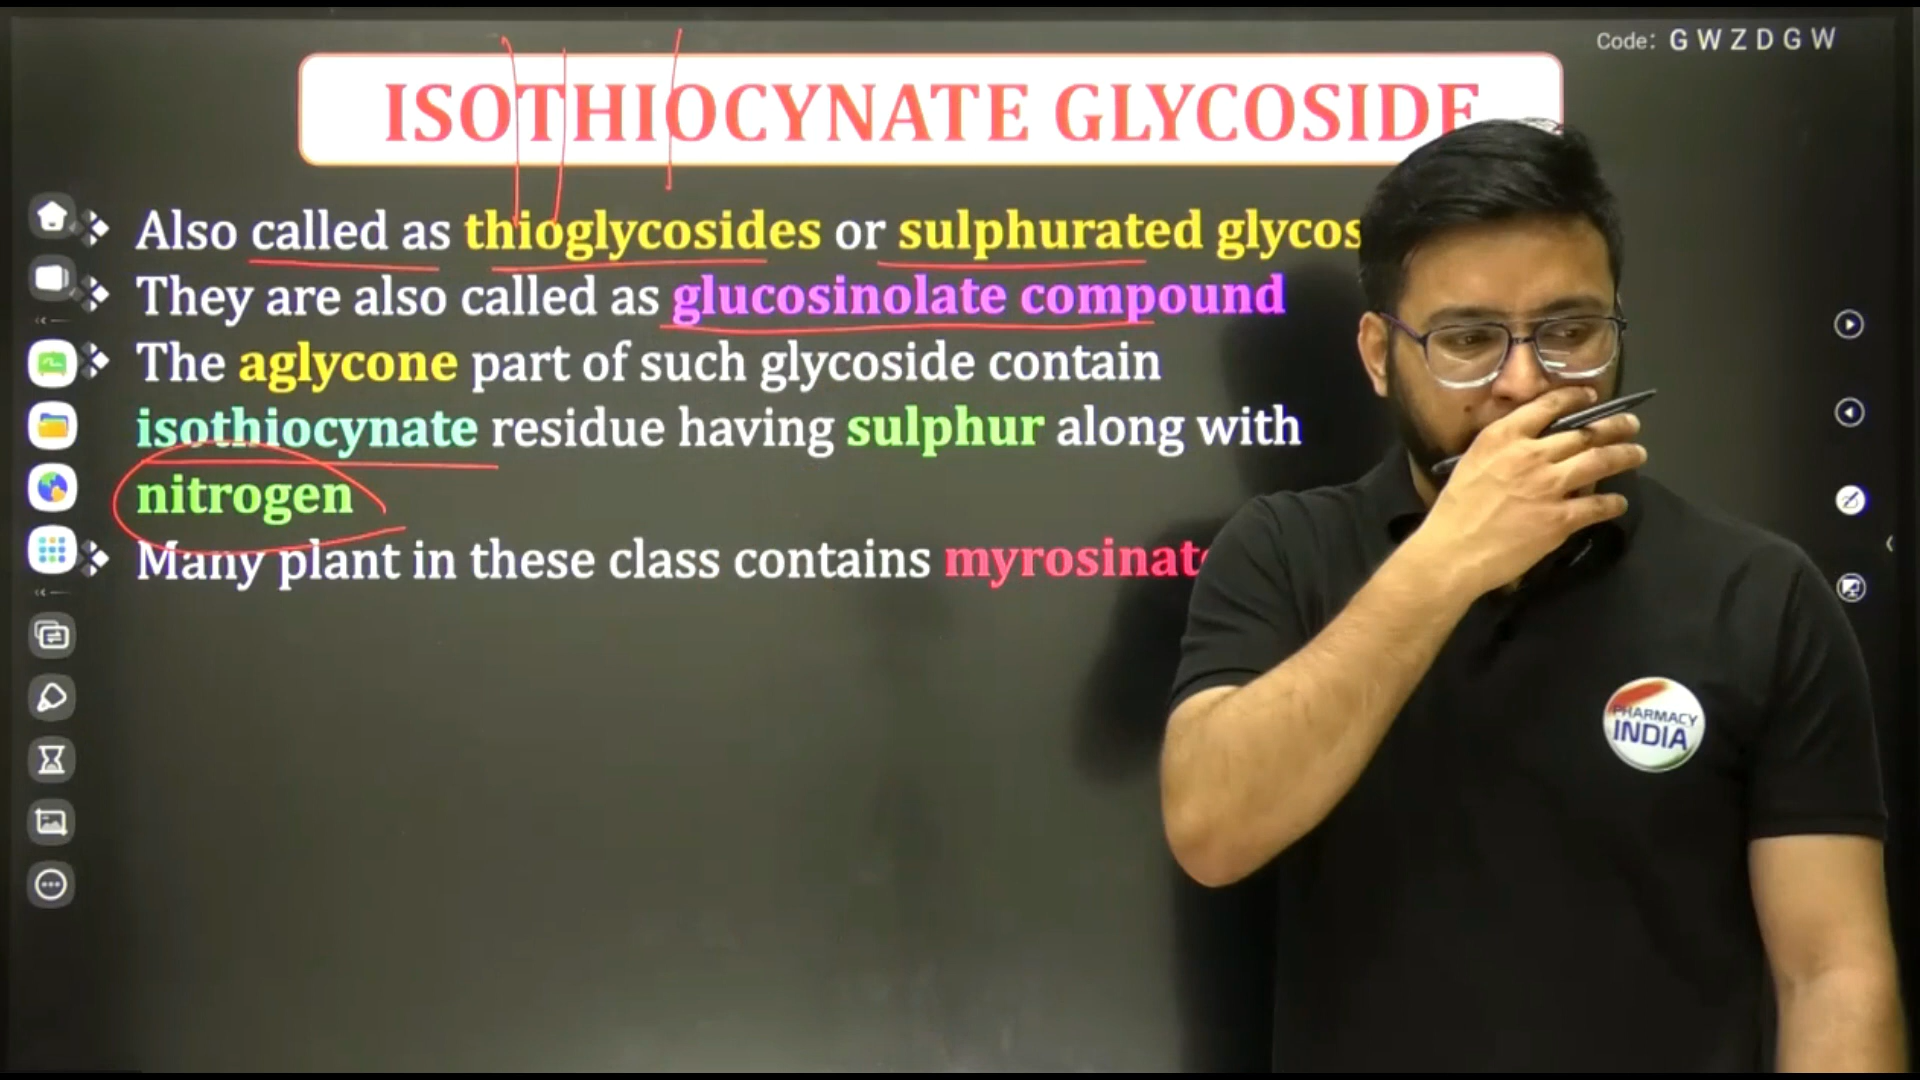 Code: GWZDGW
ISOTHIOCYNATE GLYCOSIDE
Also called as thioglycosides or sulphurated
They are also called as glucosinolate compound
The aglycone part of such glycoside contain
isothiocynate residue having sulphur along with
nitrogen
Many plant in these class contains
PHARMACY
INDIA